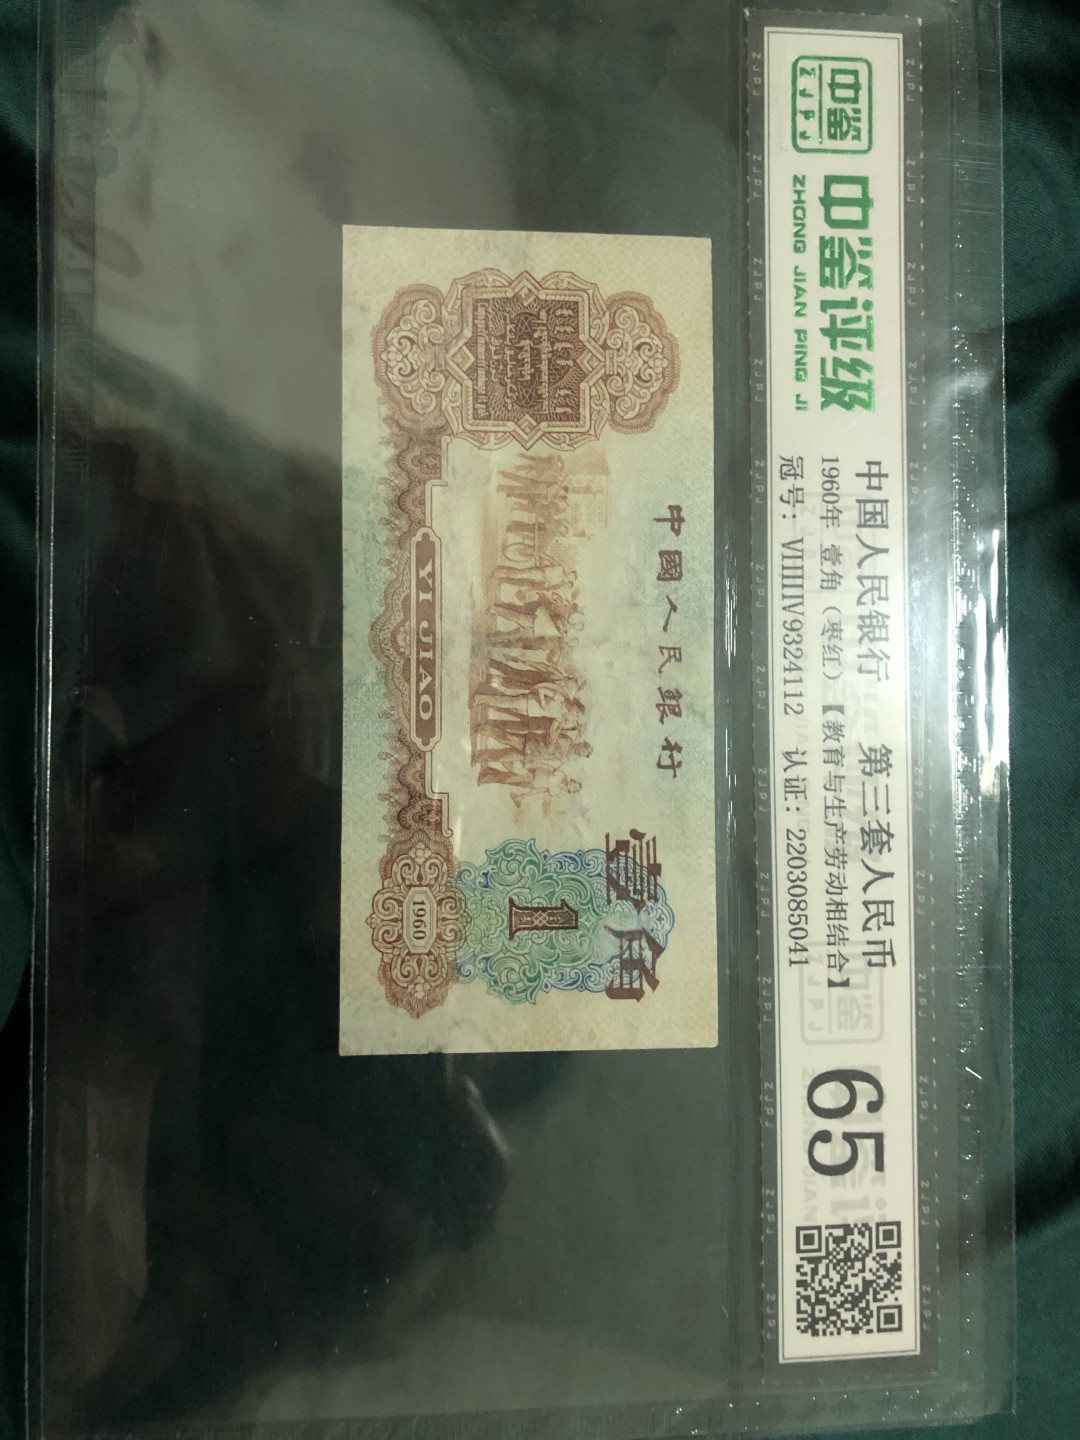 中鉴
ZJPJ
中鉴评级
ZHONG JIAN PING JI
中国人民银行 第三套人民币
1960年 壹角（枣红）【教育与生产劳动相结合】
冠号：VIIIIIV9324112 认证：2203085041
65
中國人民銀行
壹角
1
YI JIAO
1960